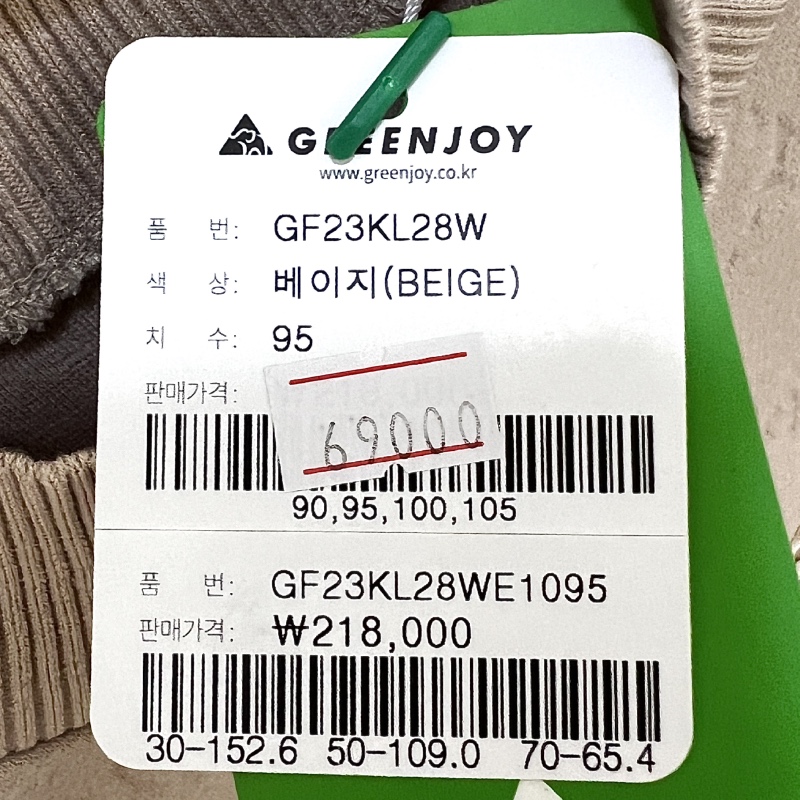 GREENJOY
www.greenjoy.co.kr
품 번: GF23KL28W
색 상: 베이지(BEIGE)
치 수: 95
판매가격:
69000
90,95,100,105
품 번: GF23KL28WE1095
판매가격: ₩218,000
30-152.6 50-109.0 70-65.4